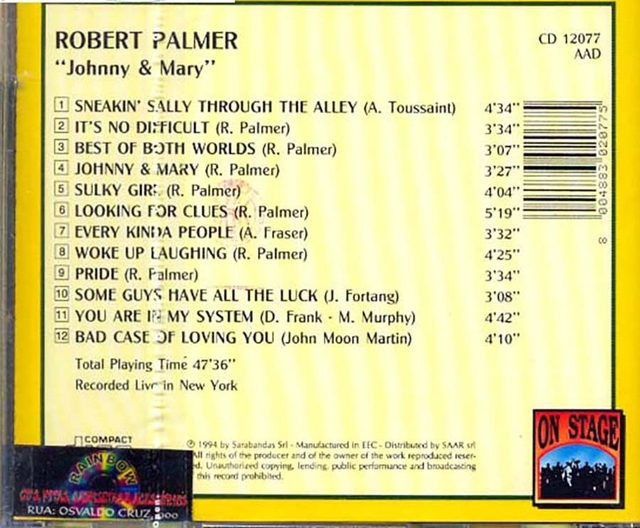 ROBERT PALMER
"Johnny & Mary"
CD 12077
AAD
1 SNEAKIN' SALLY THROUGH THE ALLEY (A. Toussaint) 4'34"
2 IT'S NO DIFFICULT (R. Palmer) 3'34"
3 BEST OF BOTH WORLDS (R. Palmer) 3'07"
4 JOHNNY & MARY (R. Palmer) 3'27"
5 SULKY GIRL (R. Palmer) 4'04"
6 LOOKING FOR CLUES (R. Palmer) 5'19"
7 EVERY KINDA PEOPLE (A. Fraser) 3'32"
8 WOKE UP LAUGHING (R. Palmer) 4'25"
9 PRIDE (R. Palmer) 3'34"
10 SOME GUYS HAVE ALL THE LUCK (J. Fortang) 3'08"
11 YOU ARE IN MY SYSTEM (D. Frank - M. Murphy) 4'42"
12 BAD CASE OF LOVING YOU (John Moon Martin) 4'10"
Total Playing Time 47'36"
Recorded Live in New York
8 004883 020775
COMPACT
℗ 1994 by Sarabandas Srl - Manufactured in EEC - Distributed by SAAR srl
All rights of the producer and of the owner of the work reproduced reser-
ed. Unauthorized copying, lending, public performance and broadcasting
this record prohibited.
ON STAGE
RAINBOW
RUA: OSVALDO CRUZ,